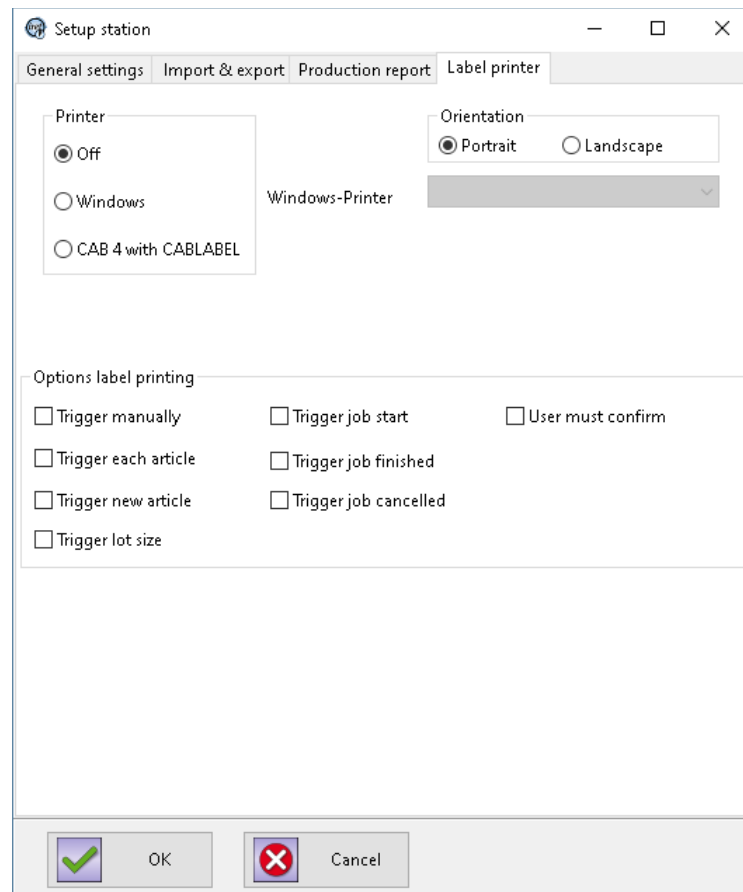 Setup station
General settings Import & export Production report Label printer
Printer
Off
Windows
CAB 4 with CABLABEL
Orientation
Portrait Landscape
Windows-Printer
Options label printing
Trigger manually Trigger job start User must confirm
Trigger each article Trigger job finished
Trigger new article Trigger job cancelled
Trigger lot size
OK Cancel